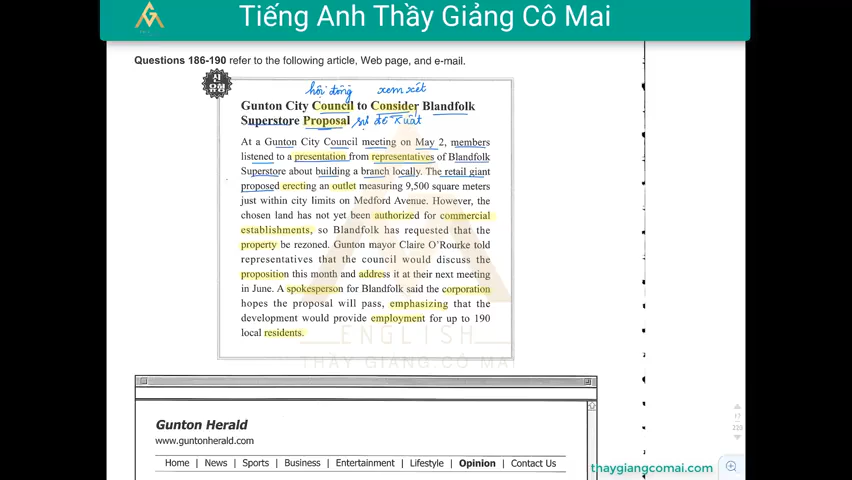 Tiếng Anh Thầy Giảng Cô Mai
Questions 186-190 refer to the following article, Web page, and e-mail.
신
유형
hội đồng xem xét
Gunton City Council to Consider Blandfolk
Superstore Proposal sự đề xuất
At a Gunton City Council meeting on May 2, members
listened to a presentation from representatives of Blandfolk
Superstore about building a branch locally. The retail giant
proposed erecting an outlet measuring 9,500 square meters
just within city limits on Medford Avenue. However, the
chosen land has not yet been authorized for commercial
establishments, so Blandfolk has requested that the
property be rezoned. Gunton mayor Claire O'Rourke told
representatives that the council would discuss the
proposition this month and address it at their next meeting
in June. A spokesperson for Blandfolk said the corporation
hopes the proposal will pass, emphasizing that the
development would provide employment for up to 190
local residents.
ENGLISH
THẦY GIẢNG CÔ MAI
Gunton Herald
www.guntonherald.com
Home | News | Sports | Business | Entertainment | Lifestyle | Opinion | Contact Us
thaygiangcomai.com
17
220